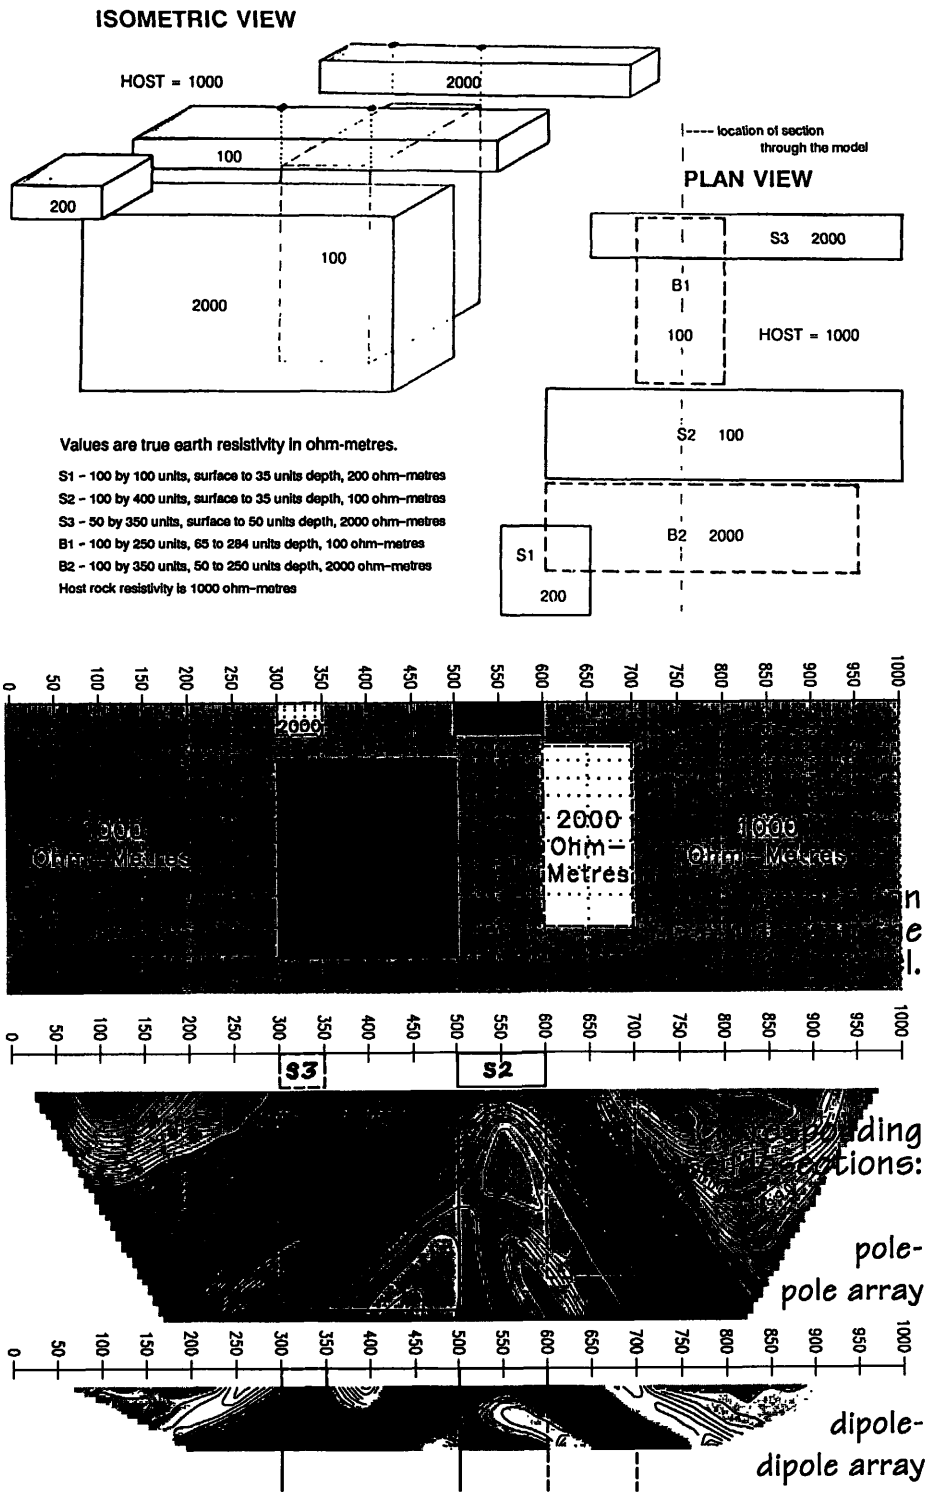 ISOMETRIC VIEW
HOST = 1000
2000
100
200
100
2000
---- location of section
through the model
PLAN VIEW
S3 2000
B1
100
HOST = 1000
S2 100
B2 2000
S1
200
Values are true earth resistivity in ohm-metres.
S1 - 100 by 100 units, surface to 35 units depth, 200 ohm-metres
S2 - 100 by 400 units, surface to 35 units depth, 100 ohm-metres
S3 - 50 by 350 units, surface to 50 units depth, 2000 ohm-metres
B1 - 100 by 250 units, 65 to 284 units depth, 100 ohm-metres
B2 - 100 by 350 units, 50 to 250 units depth, 2000 ohm-metres
Host rock resistivity is 1000 ohm-metres
0 50 100 150 200 250 300 350 400 450 500 550 600 650 700 750 800 850 900 950 1000
2000
1000
Ohm-Metres
2000
Ohm-
Metres
1000
Ohm-Metres
n
e
l.
0 50 100 150 200 250 300 350 400 450 500 550 600 650 700 750 800 850 900 950 1000
S3 S2
sections:
pole-
pole array
0 50 100 150 200 250 300 350 400 450 500 550 600 650 700 750 800 850 900 950 1000
dipole-
dipole array